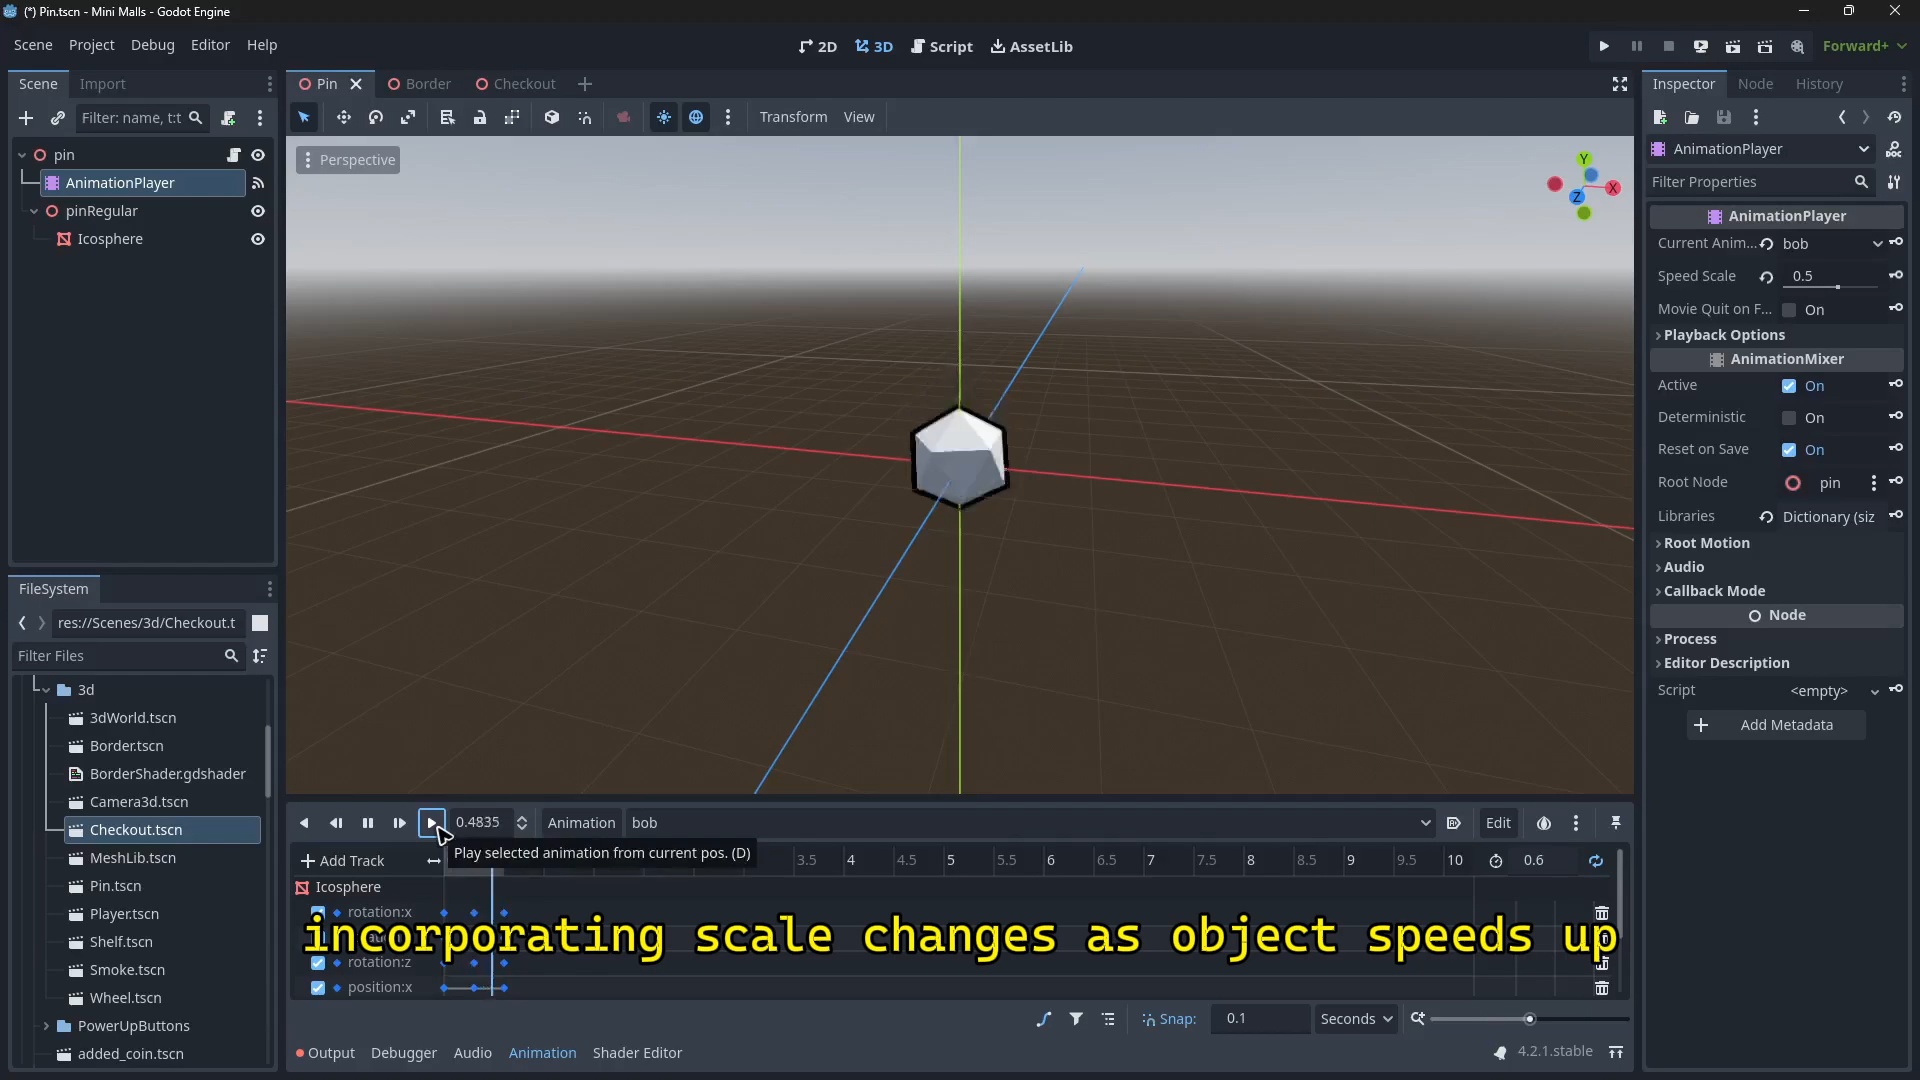 (*) Pin.tscn - Mini Malls - Godot Engine
Scene Project Debug Editor Help
2D 3D Script AssetLib
Forward+
Scene Import
Filter: name, t:t
pin
AnimationPlayer
pinRegular
Icosphere
FileSystem
res://Scenes/3d/Checkout.t
Filter Files
3d
3dWorld.tscn
Border.tscn
BorderShader.gdshader
Camera3d.tscn
Checkout.tscn
MeshLib.tscn
Pin.tscn
Player.tscn
Shelf.tscn
Smoke.tscn
Wheel.tscn
PowerUpButtons
added_coin.tscn
Pin Border Checkout
Transform View
Perspective
Y
X
Z
0.4835 Animation bob Edit
Play selected animation from current pos. (D)
Add Track 3.5 4 4.5 5 5.5 6 6.5 7 7.5 8 8.5 9 9.5 10 0.6
Icosphere
rotation:x
incorporating scale changes as object speeds up
rotation:z
position:x
Snap: 0.1 Seconds
Output Debugger Audio Animation Shader Editor 4.2.1.stable
Inspector Node History
AnimationPlayer
Filter Properties
AnimationPlayer
Current Anim... bob
Speed Scale 0.5
Movie Quit on F... On
Playback Options
AnimationMixer
Active On
Deterministic On
Reset on Save On
Root Node pin
Libraries Dictionary (siz
Root Motion
Audio
Callback Mode
Node
Process
Editor Description
Script <empty>
Add Metadata